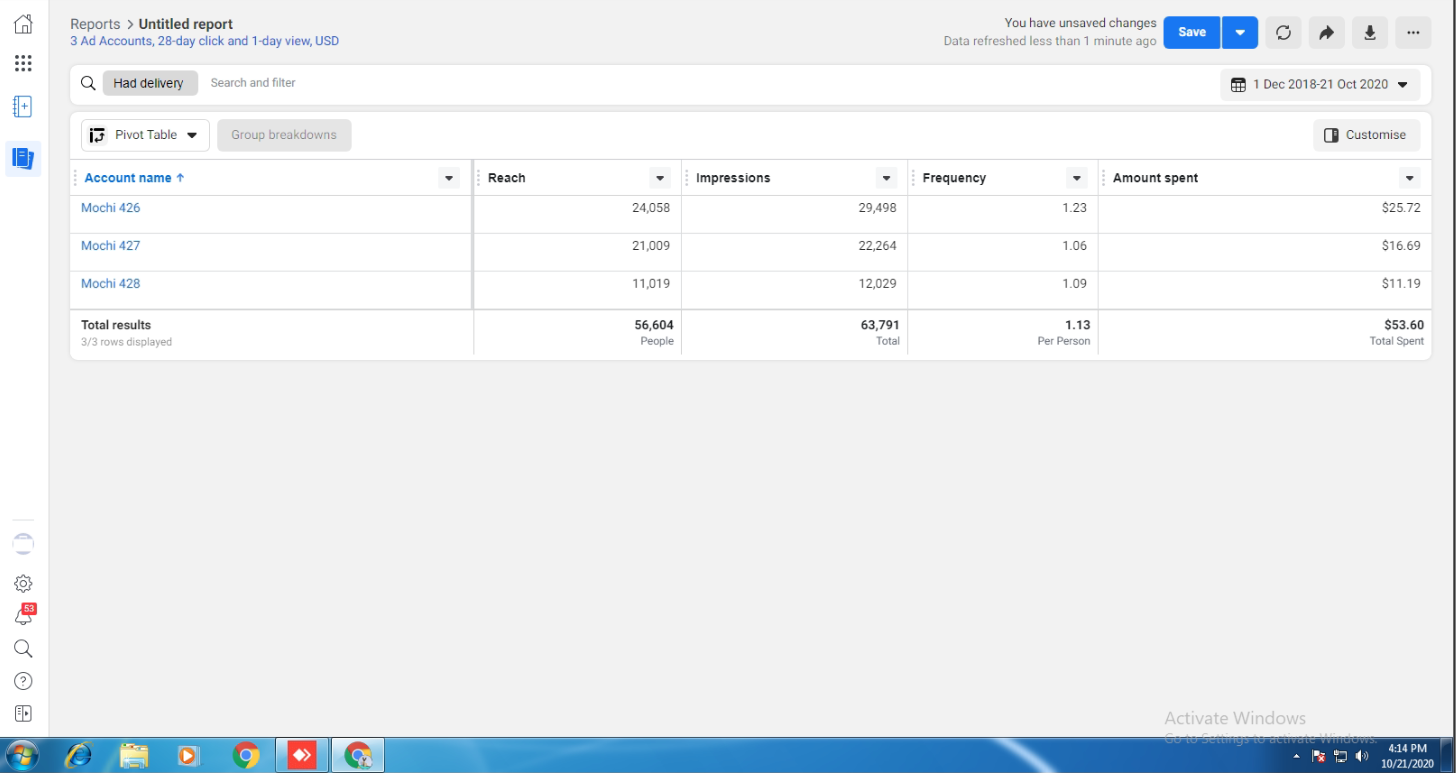 Reports > Untitled report
3 Ad Accounts, 28-day click and 1-day view, USD
You have unsaved changes
Data refreshed less than 1 minute ago
Save
Had delivery Search and filter
1 Dec 2018-21 Oct 2020
Pivot Table Group breakdowns Customise
Account name ↑ Reach Impressions Frequency Amount spent
Mochi 426 24,058 29,498 1.23 $25.72
Mochi 427 21,009 22,264 1.06 $16.69
Mochi 428 11,019 12,029 1.09 $11.19
Total results 56,604 63,791 1.13 $53.60
3/3 rows displayed People Total Per Person Total Spent
53
Activate Windows
Go to Settings to activate Windows.
4:14 PM
10/21/2020